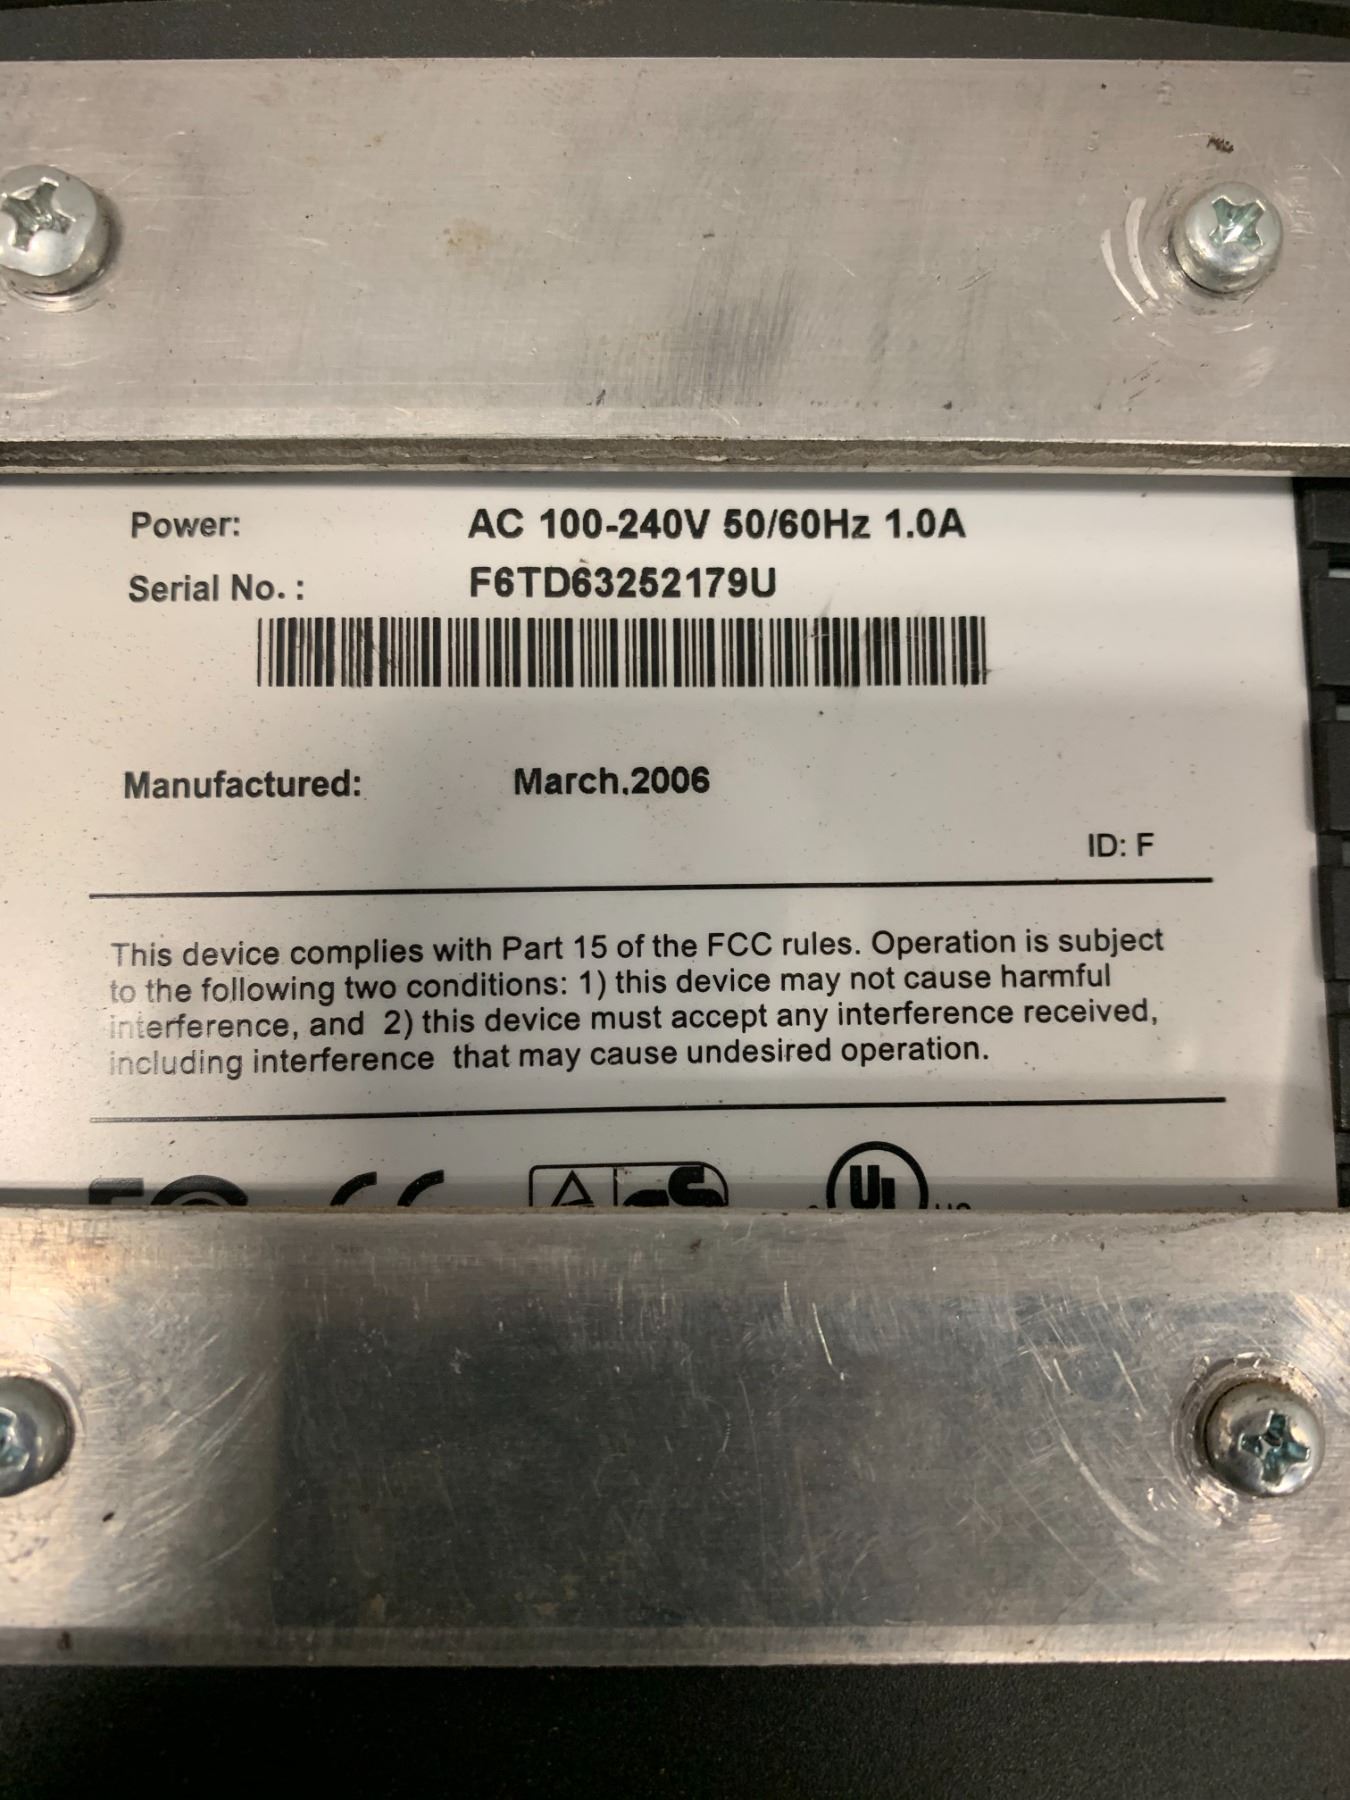 Power: AC 100-240V 50/60Hz 1.0A
Serial No. : F6TD63252179U
Manufactured: March.2006
ID: F
This device complies with Part 15 of the FCC rules. Operation is subject
to the following two conditions: 1) this device may not cause harmful
interference, and 2) this device must accept any interference received,
including interference that may cause undesired operation.
UL